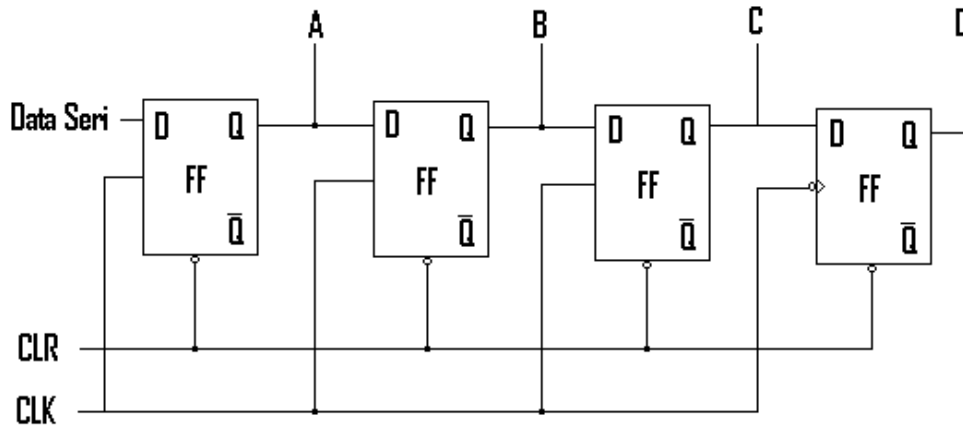 A B C
Data Seri
D Q D Q D Q D Q
FF FF FF FF
Q̅ Q̅ Q̅ Q̅
CLR
CLK